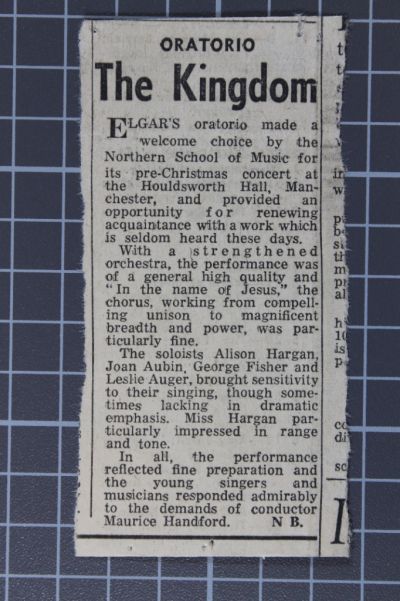 ORATORIO
The Kingdom
ELGAR'S oratorio made a
welcome choice by the
Northern School of Music for
its pre-Christmas concert at
the Houldsworth Hall, Man-
chester, and provided an
opportunity for renewing
acquaintance with a work which
is seldom heard these days.
With a strengthened
orchestra, the performance was
of a general high quality and
"In the name of Jesus," the
chorus, working from compell-
ing unison to magnificent
breadth and power, was par-
ticularly fine.
The soloists Alison Hargan,
Joan Aubin, George Fisher and
Leslie Auger, brought sensitivity
to their singing, though some-
times lacking in dramatic
emphasis. Miss Hargan par-
ticularly impressed in range
and tone.
In all, the performance
reflected fine preparation and
the young singers and
musicians responded admirably
to the demands of conductor
Maurice Handford. N B.